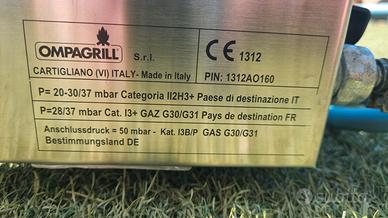 OMPAGRILL S.r.l.
CE 1312
CARTIGLIANO (VI) ITALY- Made in Italy
PIN: 1312AO160
P= 20-30/37 mbar Categoria II2H3+ Paese di destinazione IT
P=28/37 mbar Cat. I3+ GAZ G30/G31 Pays de destination FR
Anschlussdruck = 50 mbar - Kat. I3B/P GAS G30/G31
Bestimmungsland DE
subito